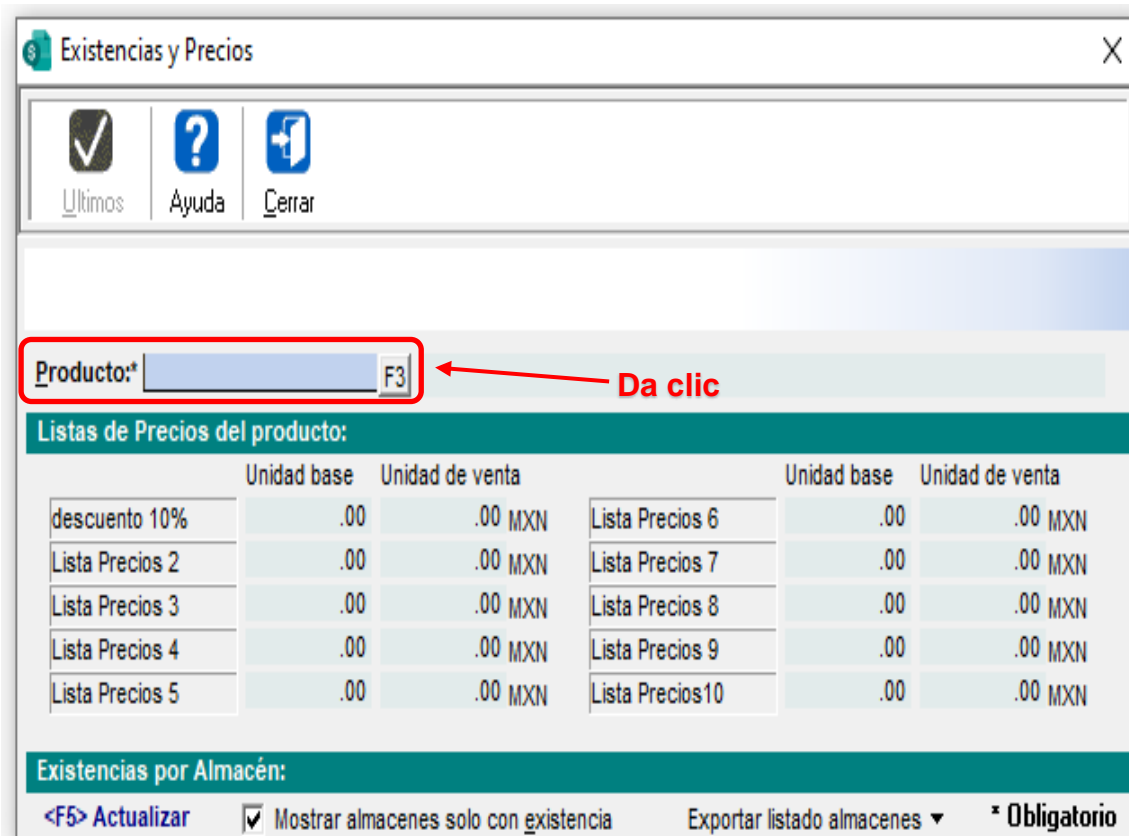 Existencias y Precios
Ultimos Ayuda Cerrar
Producto:* F3 Da clic
Listas de Precios del producto:
Unidad base Unidad de venta Unidad base Unidad de venta
descuento 10% .00 .00 MXN Lista Precios 6 .00 .00 MXN
Lista Precios 2 .00 .00 MXN Lista Precios 7 .00 .00 MXN
Lista Precios 3 .00 .00 MXN Lista Precios 8 .00 .00 MXN
Lista Precios 4 .00 .00 MXN Lista Precios 9 .00 .00 MXN
Lista Precios 5 .00 .00 MXN Lista Precios10 .00 .00 MXN
Existencias por Almacén:
<F5> Actualizar Mostrar almacenes solo con existencia Exportar listado almacenes * Obligatorio